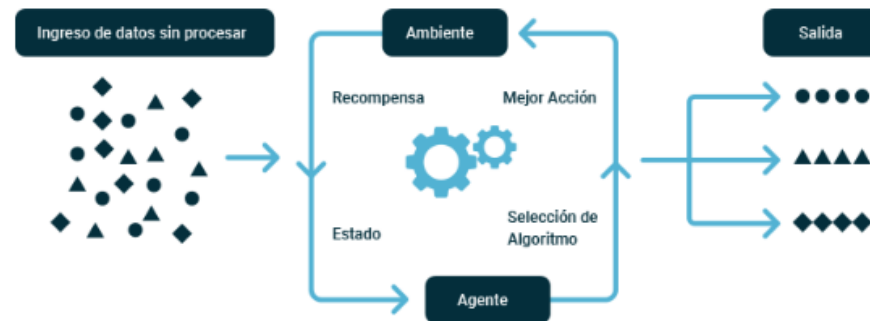 Ingreso de datos sin procesar
Ambiente
Salida
Recompensa
Mejor Acción
Estado
Selección de
Algoritmo
Agente